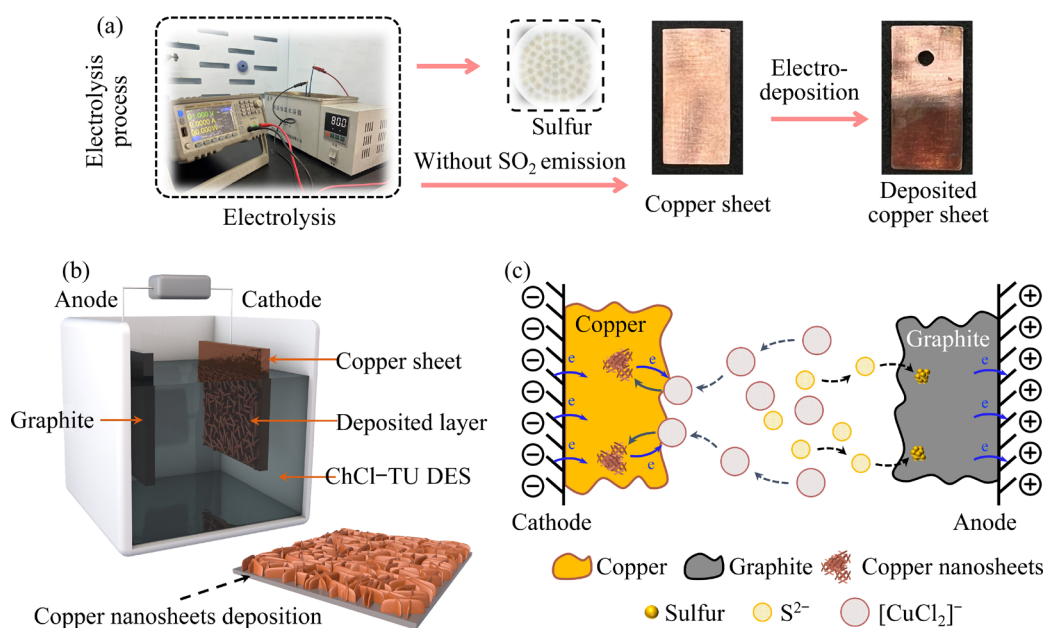 (a)
Electrolysis
process
80.0
Electrolysis
Sulfur
Without SO₂ emission
Copper sheet
Electro-
deposition
Deposited
copper sheet
(b)
Anode
Cathode
Copper sheet
Graphite
Deposited layer
ChCl−TU DES
Copper nanosheets deposition
(c)
Copper
Graphite
e
e
e
e
e
e
Cathode
Anode
Copper
Graphite
Copper nanosheets
Sulfur
S²⁻
[CuCl₂]⁻